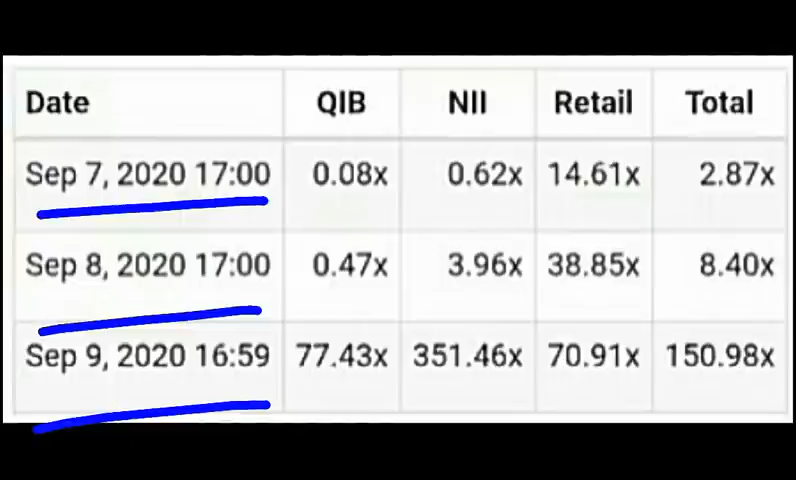 Date QIB NII Retail Total
Sep 7, 2020 17:00 0.08x 0.62x 14.61x 2.87x
Sep 8, 2020 17:00 0.47x 3.96x 38.85x 8.40x
Sep 9, 2020 16:59 77.43x 351.46x 70.91x 150.98x